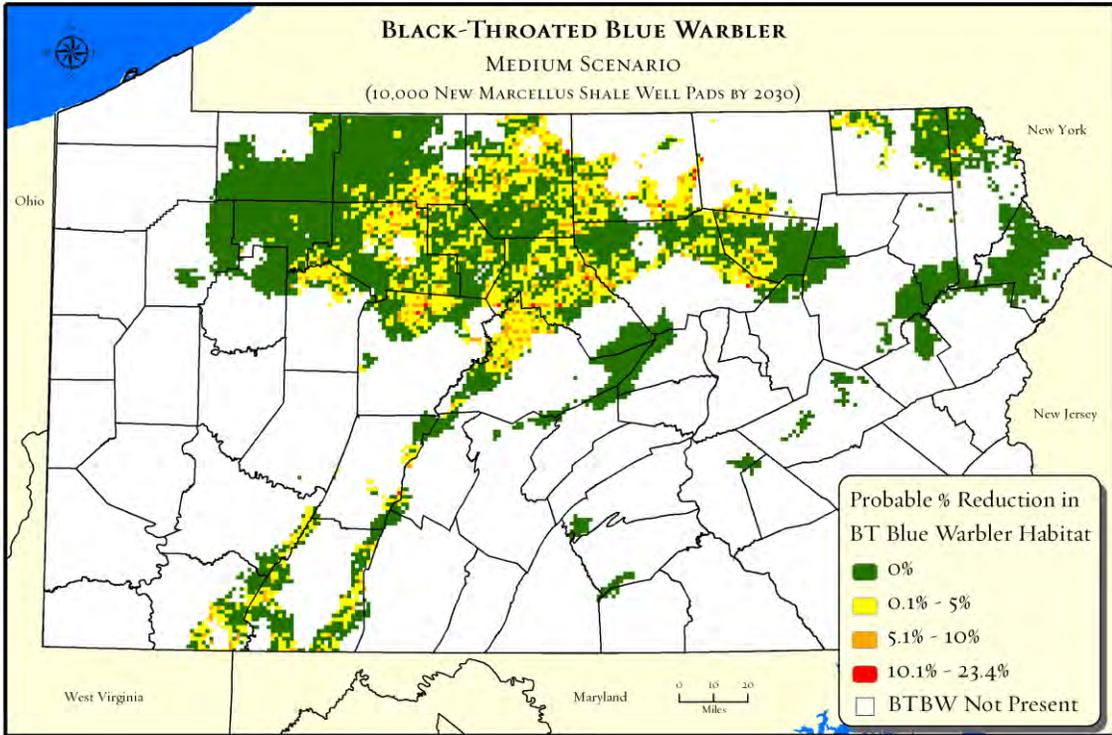 Black-Throated Blue Warbler
Medium Scenario
(10,000 New Marcellus Shale Well Pads by 2030)
New York
Ohio
New Jersey
Probable % Reduction in
BT Blue Warbler Habitat
0%
0.1% - 5%
5.1% - 10%
10.1% - 23.4%
BTBW Not Present
West Virginia
Maryland
0 10 20
Miles